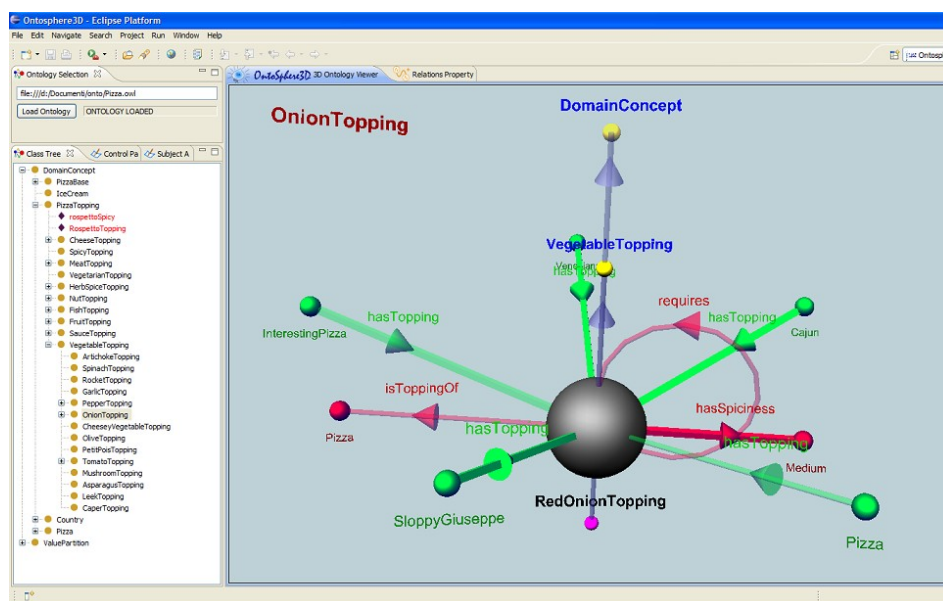 Ontosphere3D - Eclipse Platform
File Edit Navigate Search Project Run Window Help
Ontology Selection
file:///d:/Documenti/onto/Pizza.owl
Load Ontology ONTOLOGY LOADED
Class Tree Control Pa Subject A
DomainConcept
PizzaBase
IceCream
PizzaTopping
rospettoSpicy
RospettoTopping
CheeseTopping
SpicyTopping
MeatTopping
VegetarianTopping
HerbSpiceTopping
NutTopping
FishTopping
FruitTopping
SauceTopping
VegetableTopping
ArtichokeTopping
SpinachTopping
RocketTopping
GarlicTopping
PepperTopping
OnionTopping
CheeseyVegetableTopping
OliveTopping
PetitPoisTopping
TomatoTopping
MushroomTopping
AsparagusTopping
LeekTopping
CaperTopping
Country
Pizza
ValuePartition
Ontosp
OntoSphere3D 3D Ontology Viewer Relations Property
OnionTopping
DomainConcept
VegetableTopping
hasTopping
requires
hasTopping
hasTopping
InterestingPizza
Cajun
isToppingOf
hasSpiciness
Pizza
hasTopping
hasTopping
Medium
RedOnionTopping
SloppyGiuseppe
Pizza